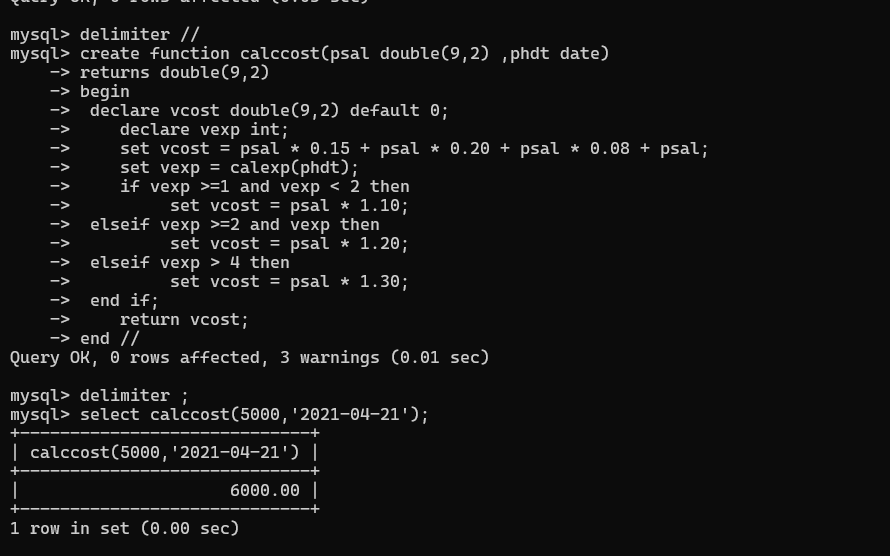 Query OK, 0 rows affected (0.03 sec)
mysql> delimiter //
mysql> create function calccost(psal double(9,2) ,phdt date)
    -> returns double(9,2)
    -> begin
    ->  declare vcost double(9,2) default 0;
    ->     declare vexp int;
    ->     set vcost = psal * 0.15 + psal * 0.20 + psal * 0.08 + psal;
    ->     set vexp = calexp(phdt);
    ->     if vexp >=1 and vexp < 2 then
    ->          set vcost = psal * 1.10;
    ->  elseif vexp >=2 and vexp then
    ->          set vcost = psal * 1.20;
    ->  elseif vexp > 4 then
    ->          set vcost = psal * 1.30;
    ->  end if;
    ->     return vcost;
    -> end //
Query OK, 0 rows affected, 3 warnings (0.01 sec)
mysql> delimiter ;
mysql> select calccost(5000,'2021-04-21');
+-----------------------------+
| calccost(5000,'2021-04-21') |
+-----------------------------+
|                     6000.00 |
+-----------------------------+
1 row in set (0.00 sec)